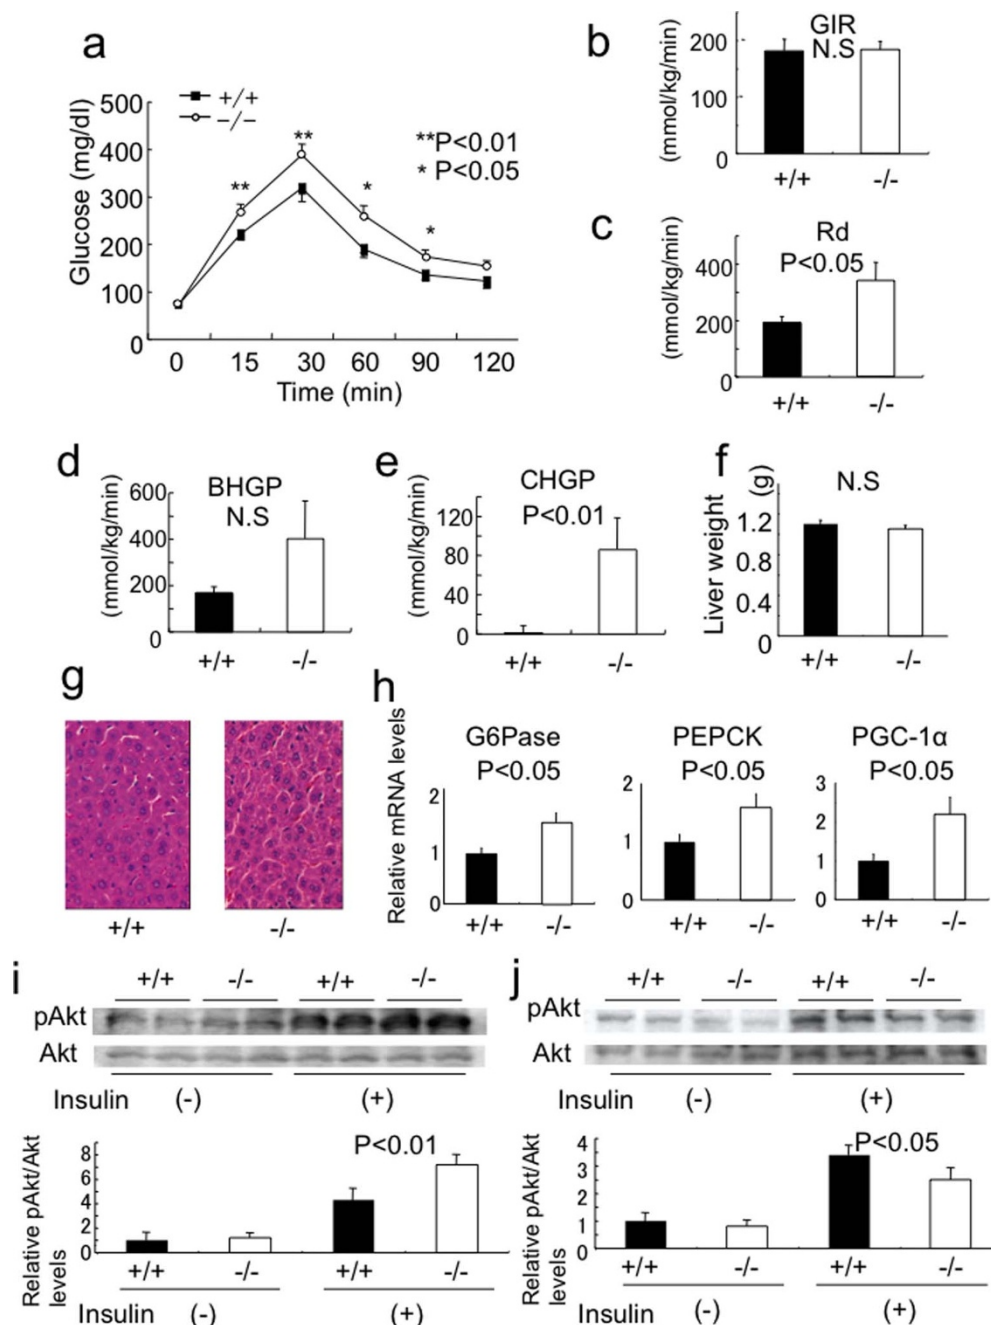 a
+/+
-/-
**P<0.01
* P<0.05
**
**
*
*
Glucose (mg/dl)
500
400
300
200
100
0
0 15 30 60 90 120
Time (min)
b
GIR
N.S
(mmol/kg/min)
200
100
0
+/+ -/-
c
Rd
P<0.05
(mmol/kg/min)
400
200
0
+/+ -/-
d
BHGP
N.S
(mmol/kg/min)
600
400
200
0
+/+ -/-
e
CHGP
P<0.01
(mmol/kg/min)
120
80
40
0
+/+ -/-
f
N.S
Liver weight (g)
1.2
0.8
0.4
0
+/+ -/-
g
+/+ -/-
h
Relative mRNA levels
G6Pase
P<0.05
2
1
0
+/+ -/-
PEPCK
P<0.05
2
1
0
+/+ -/-
PGC-1α
P<0.05
3
2
1
0
+/+ -/-
i
+/+ -/- +/+ -/-
pAkt
Akt
Insulin (-) (+)
P<0.01
Relative pAkt/Akt
levels
8
6
4
2
0
+/+ -/- +/+ -/-
Insulin (-) (+)
j
+/+ -/- +/+ -/-
pAkt
Akt
Insulin (-) (+)
P<0.05
Relative pAkt/Akt
levels
4
3
2
1
0
+/+ -/- +/+ -/-
Insulin (-) (+)